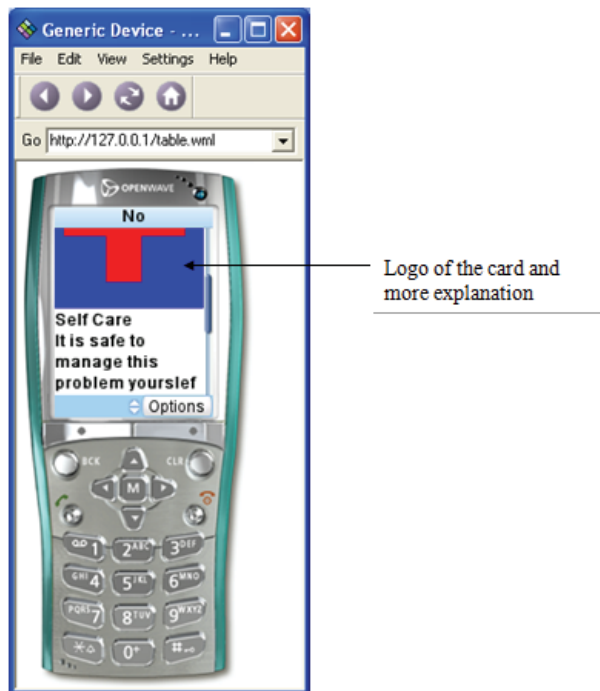 Generic Device - ...
File Edit View Settings Help
Go http://127.0.0.1/table.wml
OPENWAVE
No
Self Care
It is safe to
manage this
problem yourslef
Options
BCK CLR
M
1 2ABC 3DEF
GHI4 5JKL 6MNO
PQRS7 8TUV 9WXYZ
0+ #
Logo of the card and
more explanation